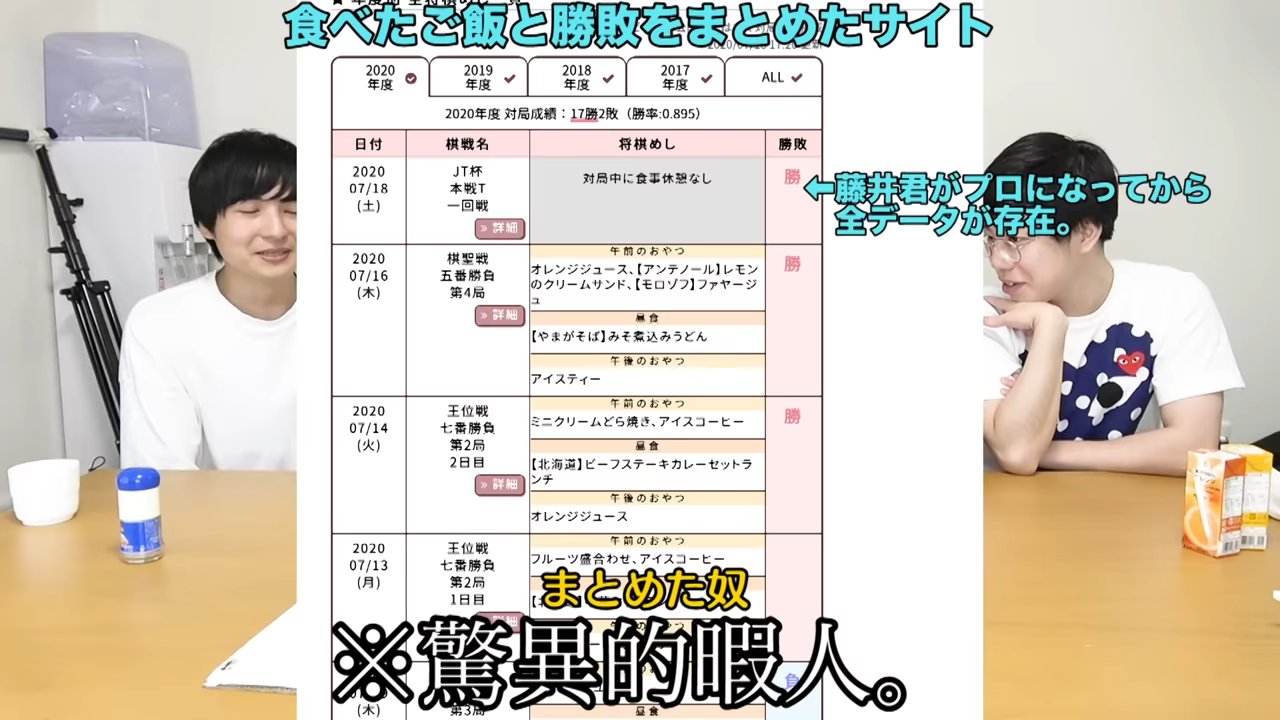 食べたご飯と勝敗をまとめたサイト
2020
年度
2019
年度
2018
年度
2017
年度
ALL
2020年度 対局成績：17勝2敗（勝率:0.895）
日付
棋戦名
将棋めし
勝敗
2020
07/18
(土)
JT杯
本戦T
一回戦
» 詳細
対局中に食事休憩なし
勝
←藤井君がプロになってから
全データが存在。
2020
07/16
(木)
棋聖戦
五番勝負
第4局
» 詳細
午前のおやつ
オレンジジュース、【アンテノール】レモン
のクリームサンド、【モロゾフ】ファヤージ
ュ
昼食
【やまがそば】みそ煮込みうどん
午後のおやつ
アイスティー
勝
2020
07/14
(火)
王位戦
七番勝負
第2局
2日目
» 詳細
午前のおやつ
ミニクリームどら焼き、アイスコーヒー
昼食
【北海道】ビーフステーキカレーセットラ
ンチ
午後のおやつ
オレンジジュース
勝
2020
07/13
(月)
王位戦
七番勝負
第2局
1日目
午前のおやつ
フルーツ盛合わせ、アイスコーヒー
まとめた奴
※驚異的暇人。
(木)
第3局
昼食
負